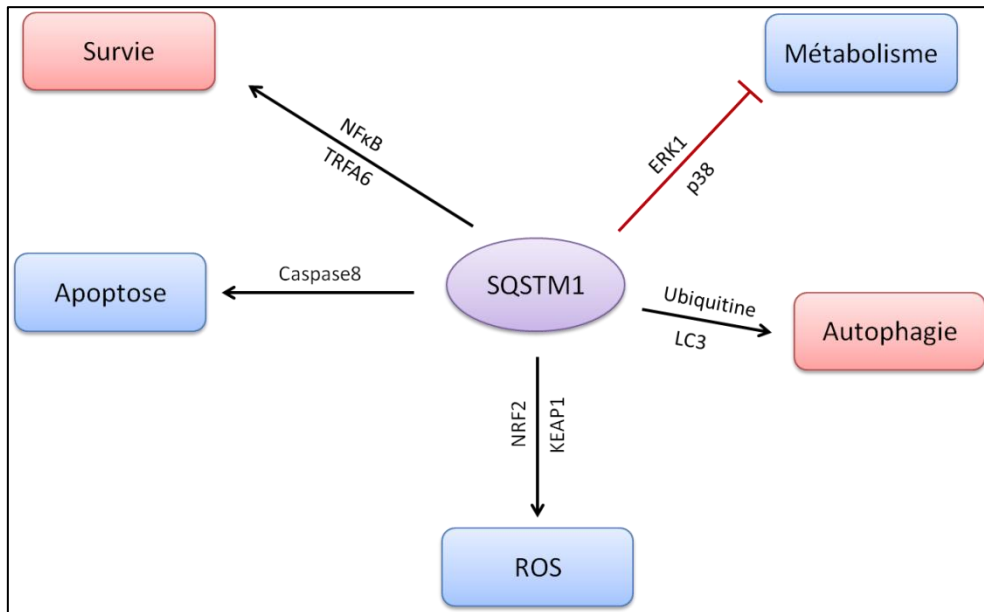 Survie
Métabolisme
NFκB
TRFA6
ERK1
p38
Apoptose
Caspase8
SQSTM1
Ubiquitine
LC3
Autophagie
NRF2
KEAP1
ROS